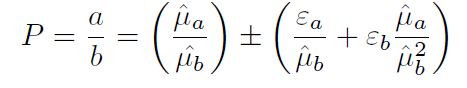 P = \frac{a}{b} = \left( \frac{\hat{\mu}_a}{\hat{\mu}_b} \right) \pm \left( \frac{\varepsilon_a}{\hat{\mu}_b} + \varepsilon_b \frac{\hat{\mu}_a}{\hat{\mu}_b^2} \right)